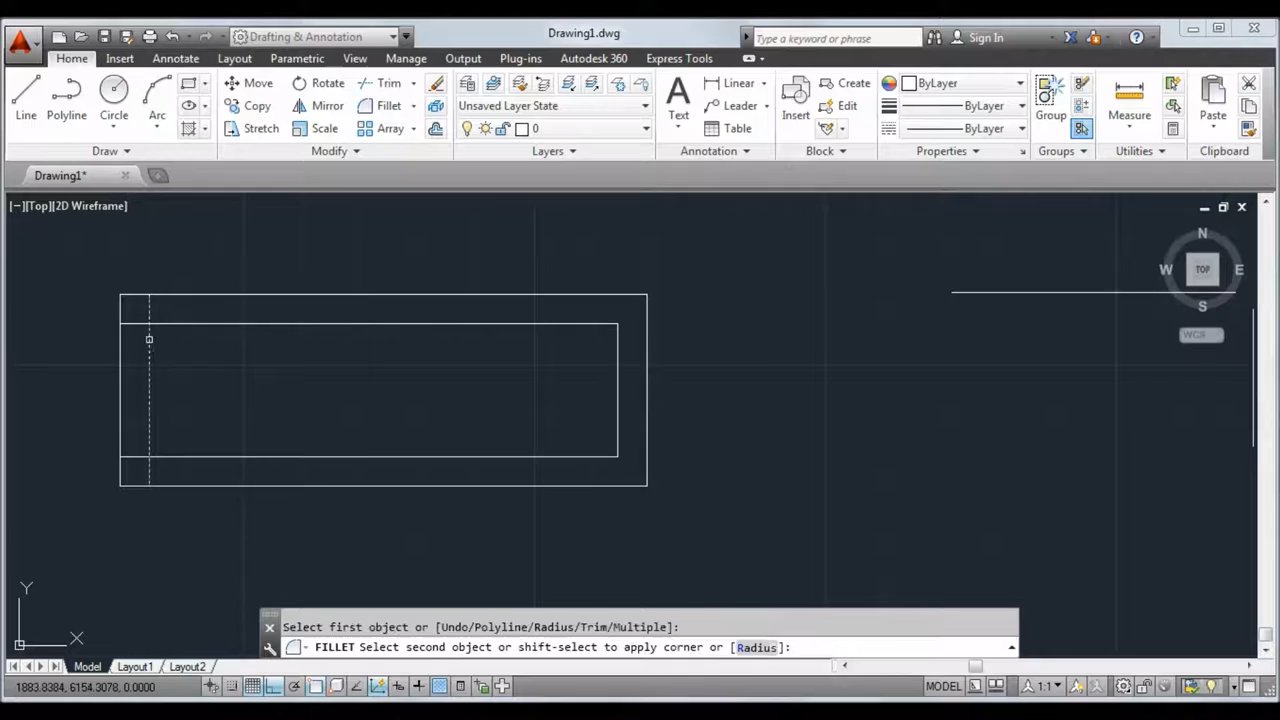 Drafting & Annotation Drawing1.dwg Type a keyword or phrase Sign In
Home Insert Annotate Layout Parametric View Manage Output Plug-ins Autodesk 360 Express Tools
Move Rotate Trim Linear Create ByLayer
Copy Mirror Fillet Unsaved Layer State Leader Edit ByLayer
Line Polyline Circle Arc Text Insert Group Measure Paste
Stretch Scale Array 0 Table ByLayer
Draw Modify Layers Annotation Block Properties Groups Utilities Clipboard
Drawing1*
[−][Top][2D Wireframe]
N
W TOP E
S
WCS
Y
X
Select first object or [Undo/Polyline/Radius/Trim/Multiple]:
FILLET Select second object or shift-select to apply corner or [Radius]:
Model Layout1 Layout2
1883.8384, 6154.3078, 0.0000 MODEL 1:1